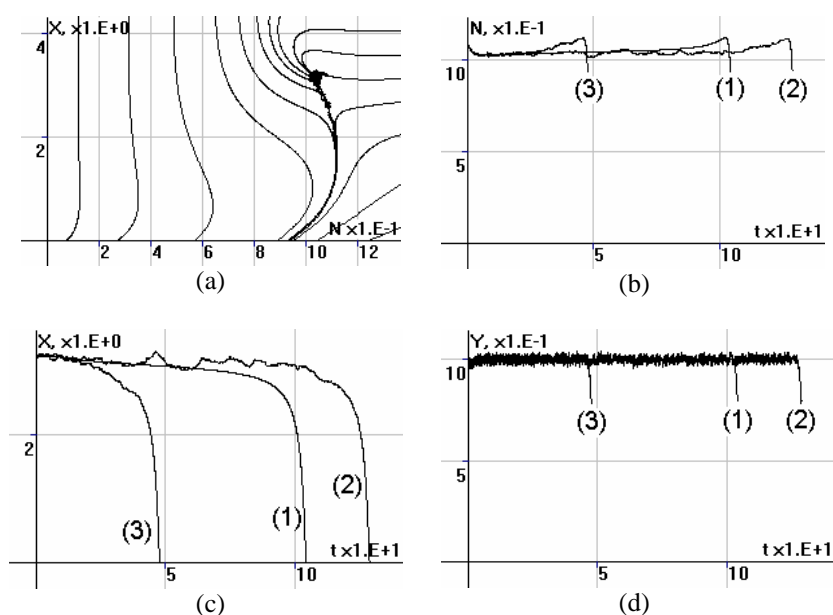 X, ×1.E+0
4
2
N ×1.E-1
2 4 6 8 10 12
(a)
N, ×1.E-1
10
5
(3) (1) (2)
t ×1.E+1
5 10
(b)
X, ×1.E+0
2
(3) (1) (2)
t ×1.E+1
5 10
(c)
Y, ×1.E-1
10
5
(3) (1) (2)
t ×1.E+1
5 10
(d)